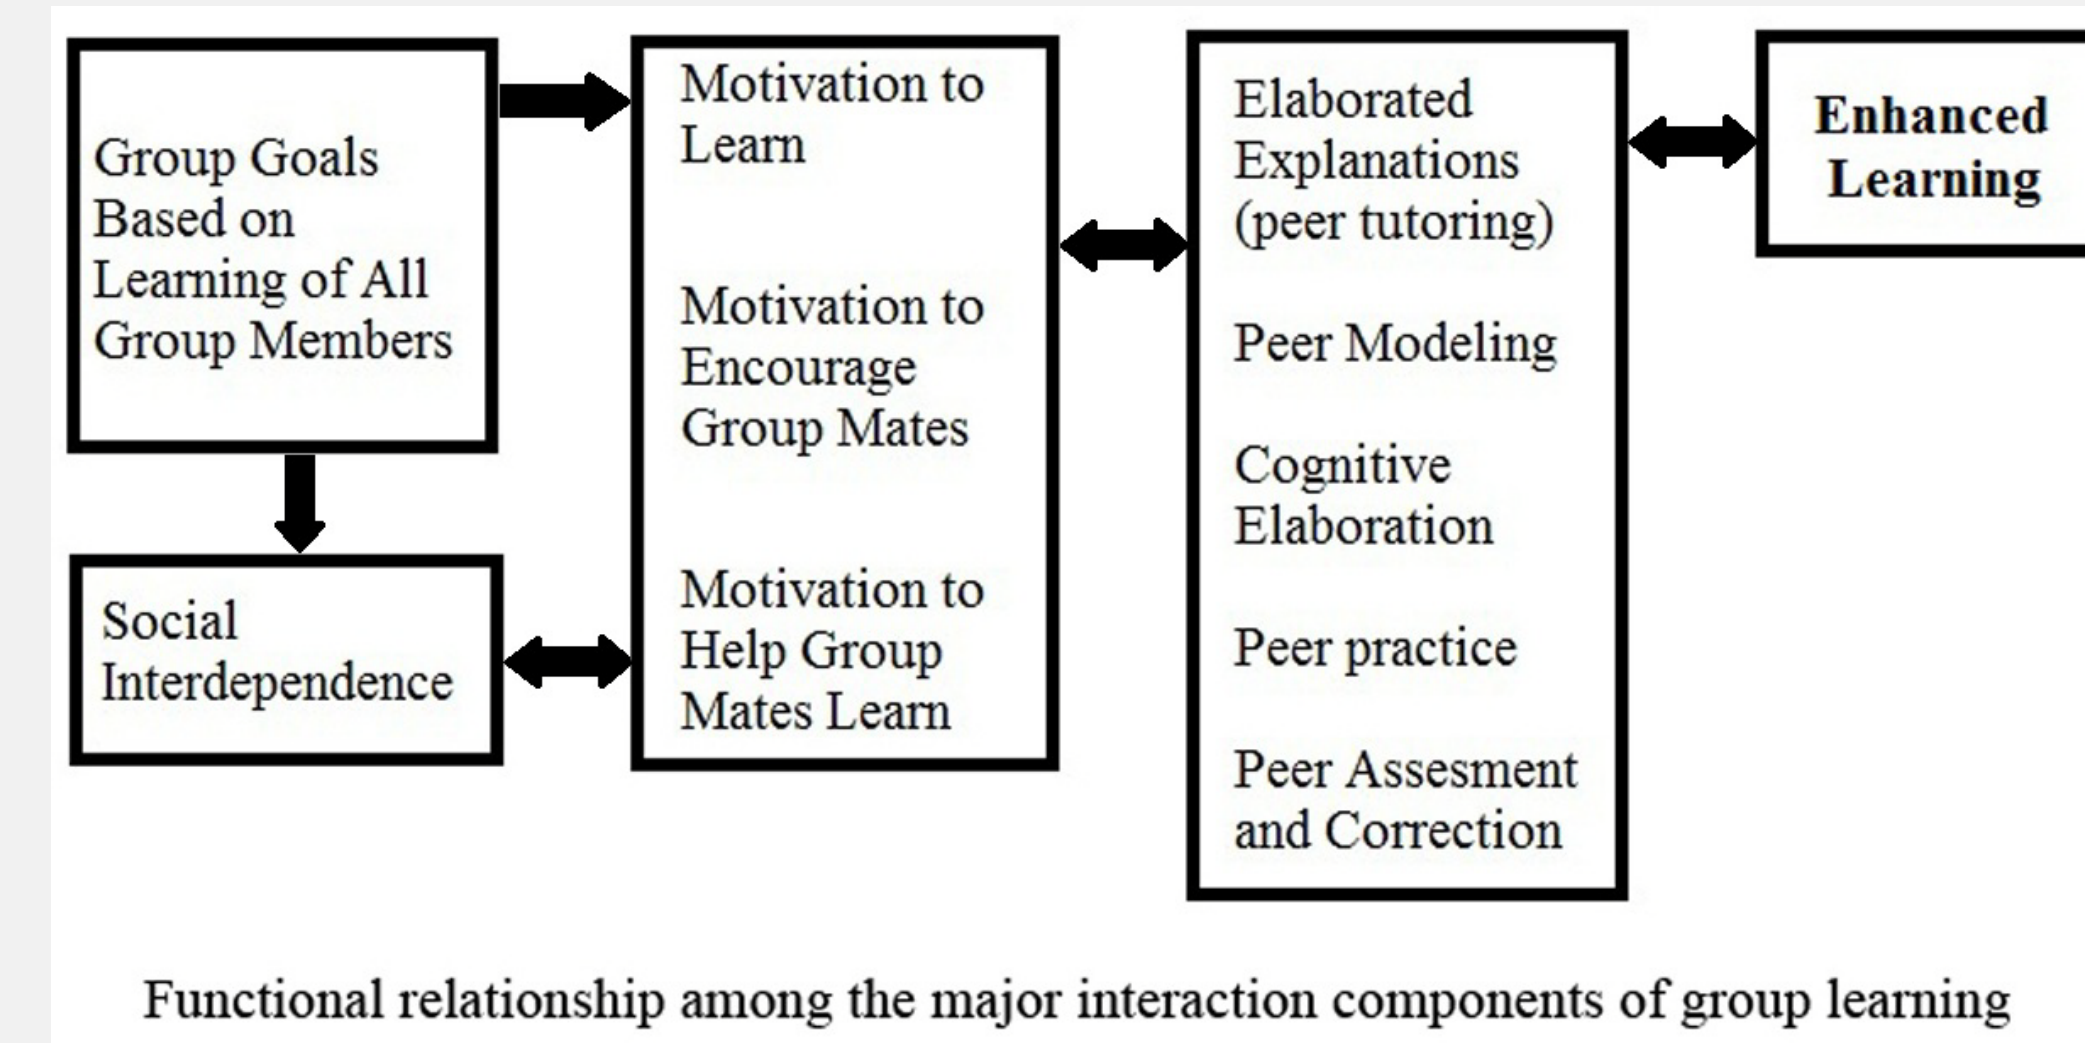 Group Goals
Based on
Learning of All
Group Members
Social
Interdependence
Motivation to
Learn
Motivation to
Encourage
Group Mates
Motivation to
Help Group
Mates Learn
Elaborated
Explanations
(peer tutoring)
Peer Modeling
Cognitive
Elaboration
Peer practice
Peer Assesment
and Correction
Enhanced
Learning
Functional relationship among the major interaction components of group learning